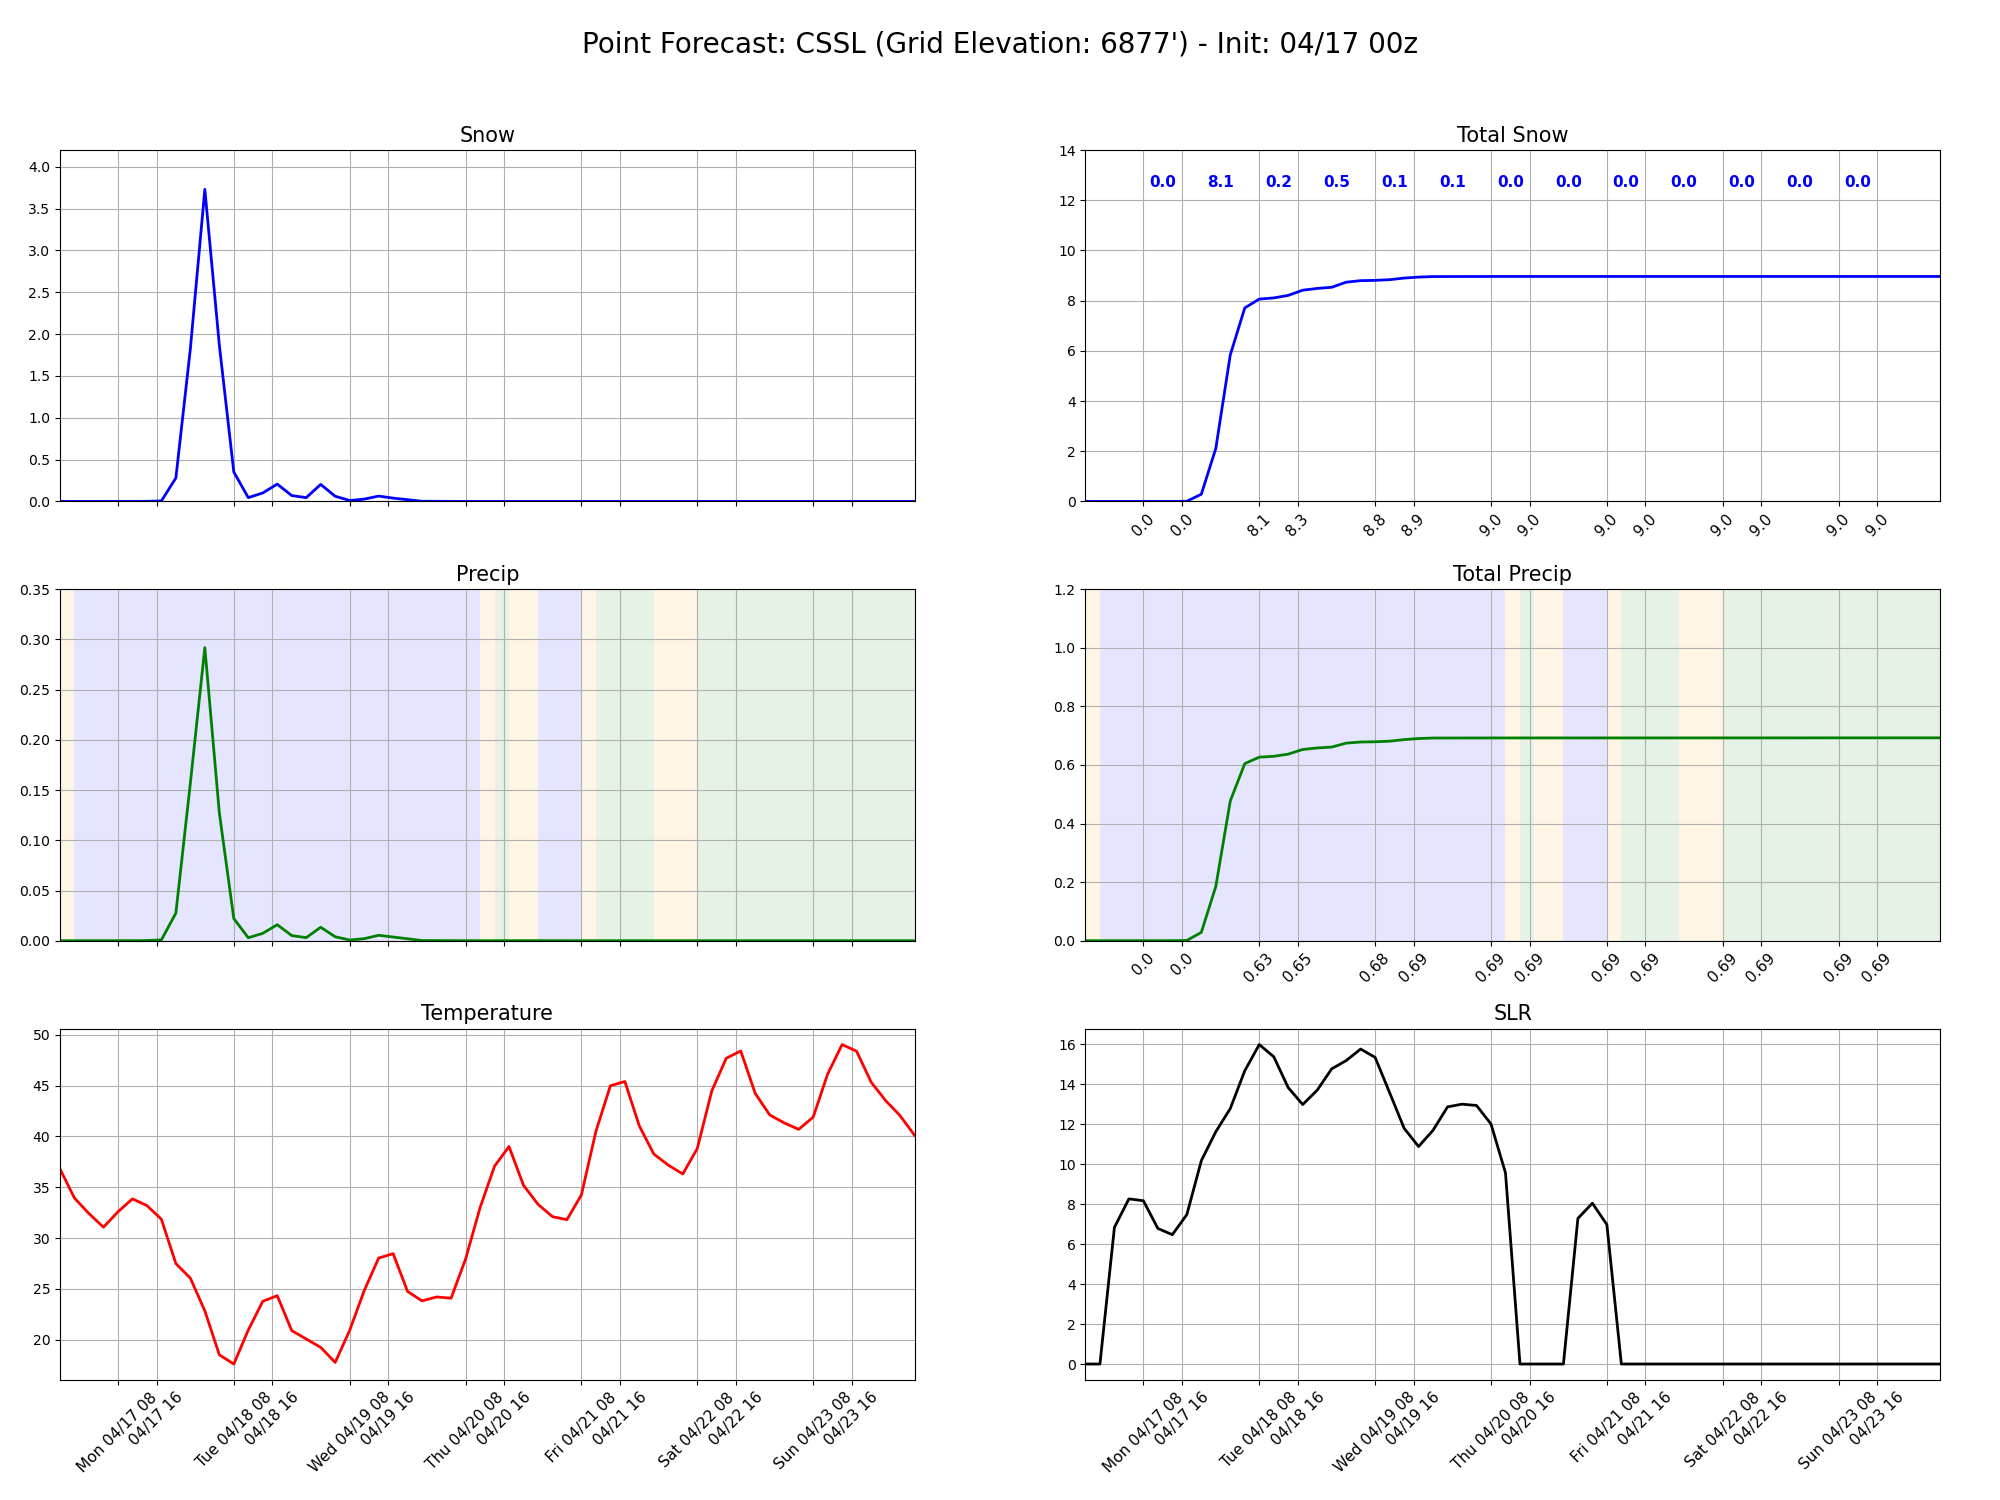 Point Forecast: CSSL (Grid Elevation: 6877') - Init: 04/17 00z
Snow
4.0
3.5
3.0
2.5
2.0
1.5
1.0
0.5
0.0
Total Snow
14
12
10
8
6
4
2
0
0.0 8.1 0.2 0.5 0.1 0.1 0.0 0.0 0.0 0.0 0.0 0.0 0.0
0.0 0.0 8.1 8.3 8.8 8.9 9.0 9.0 9.0 9.0 9.0 9.0 9.0 9.0
Precip
0.35
0.30
0.25
0.20
0.15
0.10
0.05
0.00
Total Precip
1.2
1.0
0.8
0.6
0.4
0.2
0.0
0.0 0.0 0.63 0.65 0.68 0.69 0.69 0.69 0.69 0.69 0.69 0.69 0.69 0.69
Temperature
50
45
40
35
30
25
20
Mon 04/17 08
04/17 16
Tue 04/18 08
04/18 16
Wed 04/19 08
04/19 16
Thu 04/20 08
04/20 16
Fri 04/21 08
04/21 16
Sat 04/22 08
04/22 16
Sun 04/23 08
04/23 16
SLR
16
14
12
10
8
6
4
2
0
Mon 04/17 08
04/17 16
Tue 04/18 08
04/18 16
Wed 04/19 08
04/19 16
Thu 04/20 08
04/20 16
Fri 04/21 08
04/21 16
Sat 04/22 08
04/22 16
Sun 04/23 08
04/23 16